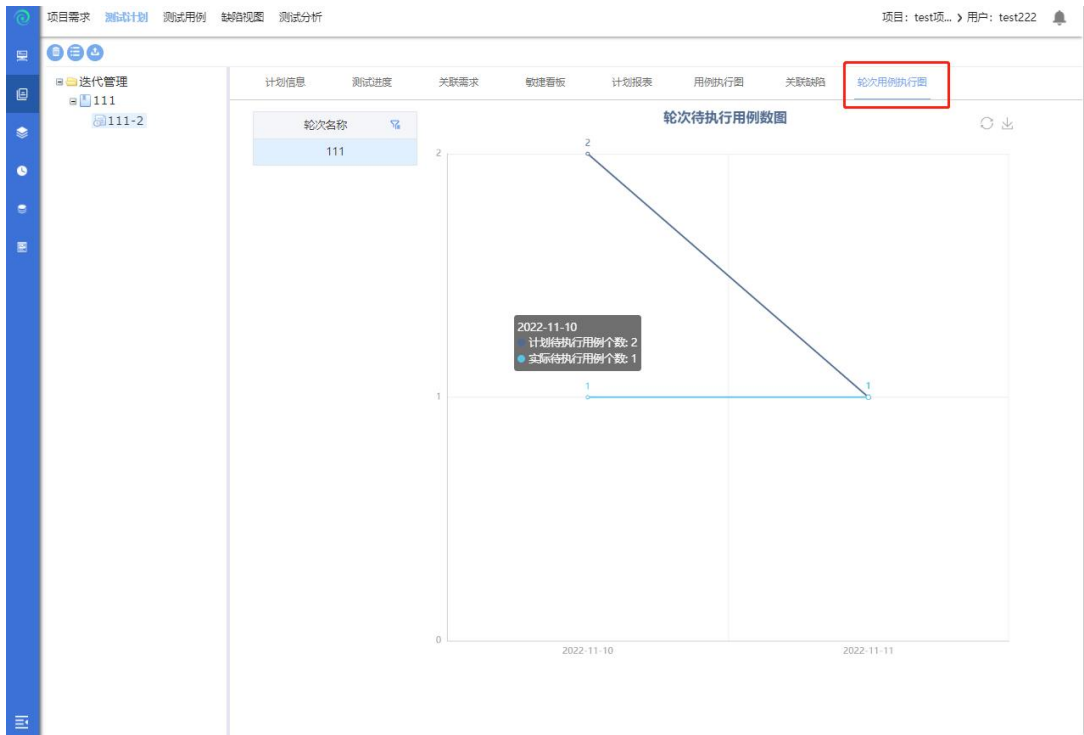 项目需求 测试计划 测试用例 缺陷视图 测试分析 项目：test项... 用户：test222
迭代管理
111
111-2
计划信息 测试进度 关联需求 敏捷看板 计划报表 用例执行图 关联缺陷 轮次用例执行图
轮次名称
111
轮次待执行用例数图
2
2
2022-11-10
计划待执行用例个数: 2
实际待执行用例个数: 1
1
1
1
0
2022-11-10
2022-11-11